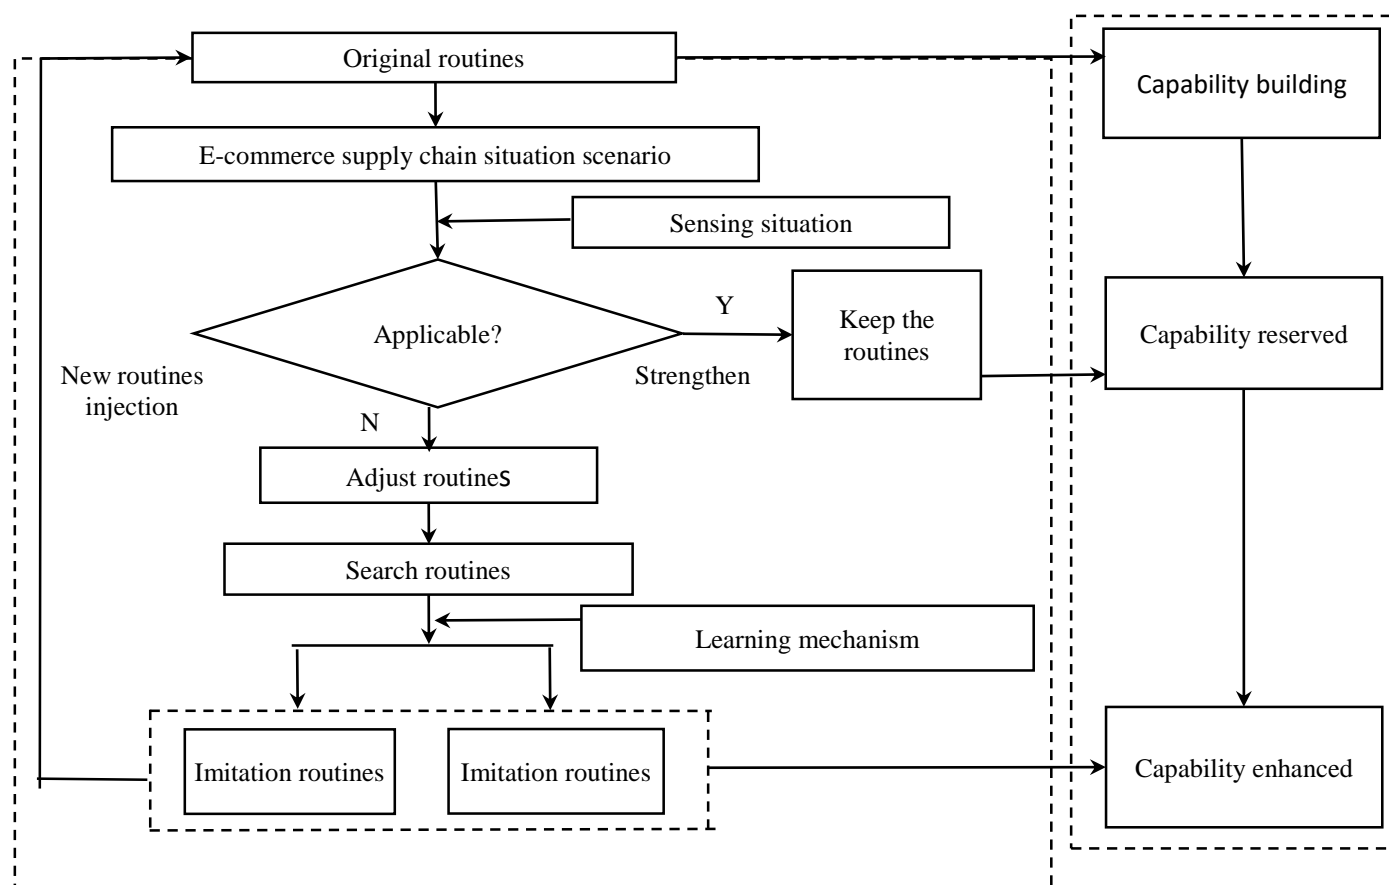 Original routines
Capability building
E-commerce supply chain situation scenario
Sensing situation
Applicable?
Y
Strengthen
Keep the
routines
Capability reserved
New routines
injection
N
Adjust routines
Search routines
Learning mechanism
Imitation routines
Imitation routines
Capability enhanced